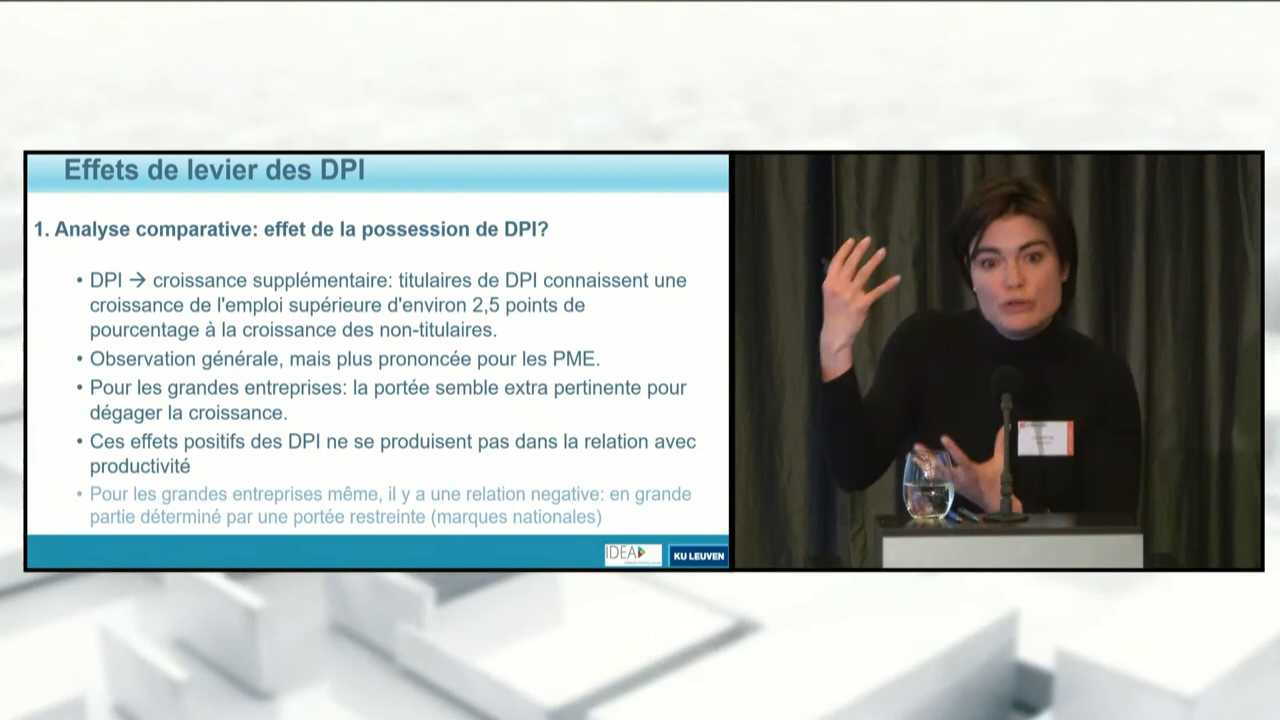 Effets de levier des DPI
1. Analyse comparative: effet de la possession de DPI?
• DPI → croissance supplémentaire: titulaires de DPI connaissent une
croissance de l'emploi supérieure d'environ 2,5 points de
pourcentage à la croissance des non-titulaires.
• Observation générale, mais plus prononcée pour les PME.
• Pour les grandes entreprises: la portée semble extra pertinente pour
dégager la croissance.
• Ces effets positifs des DPI ne se produisent pas dans la relation avec
productivité
• Pour les grandes entreprises même, il y a une relation negative: en grande
partie déterminé par une portée restreinte (marques nationales)
IDEA
KU LEUVEN